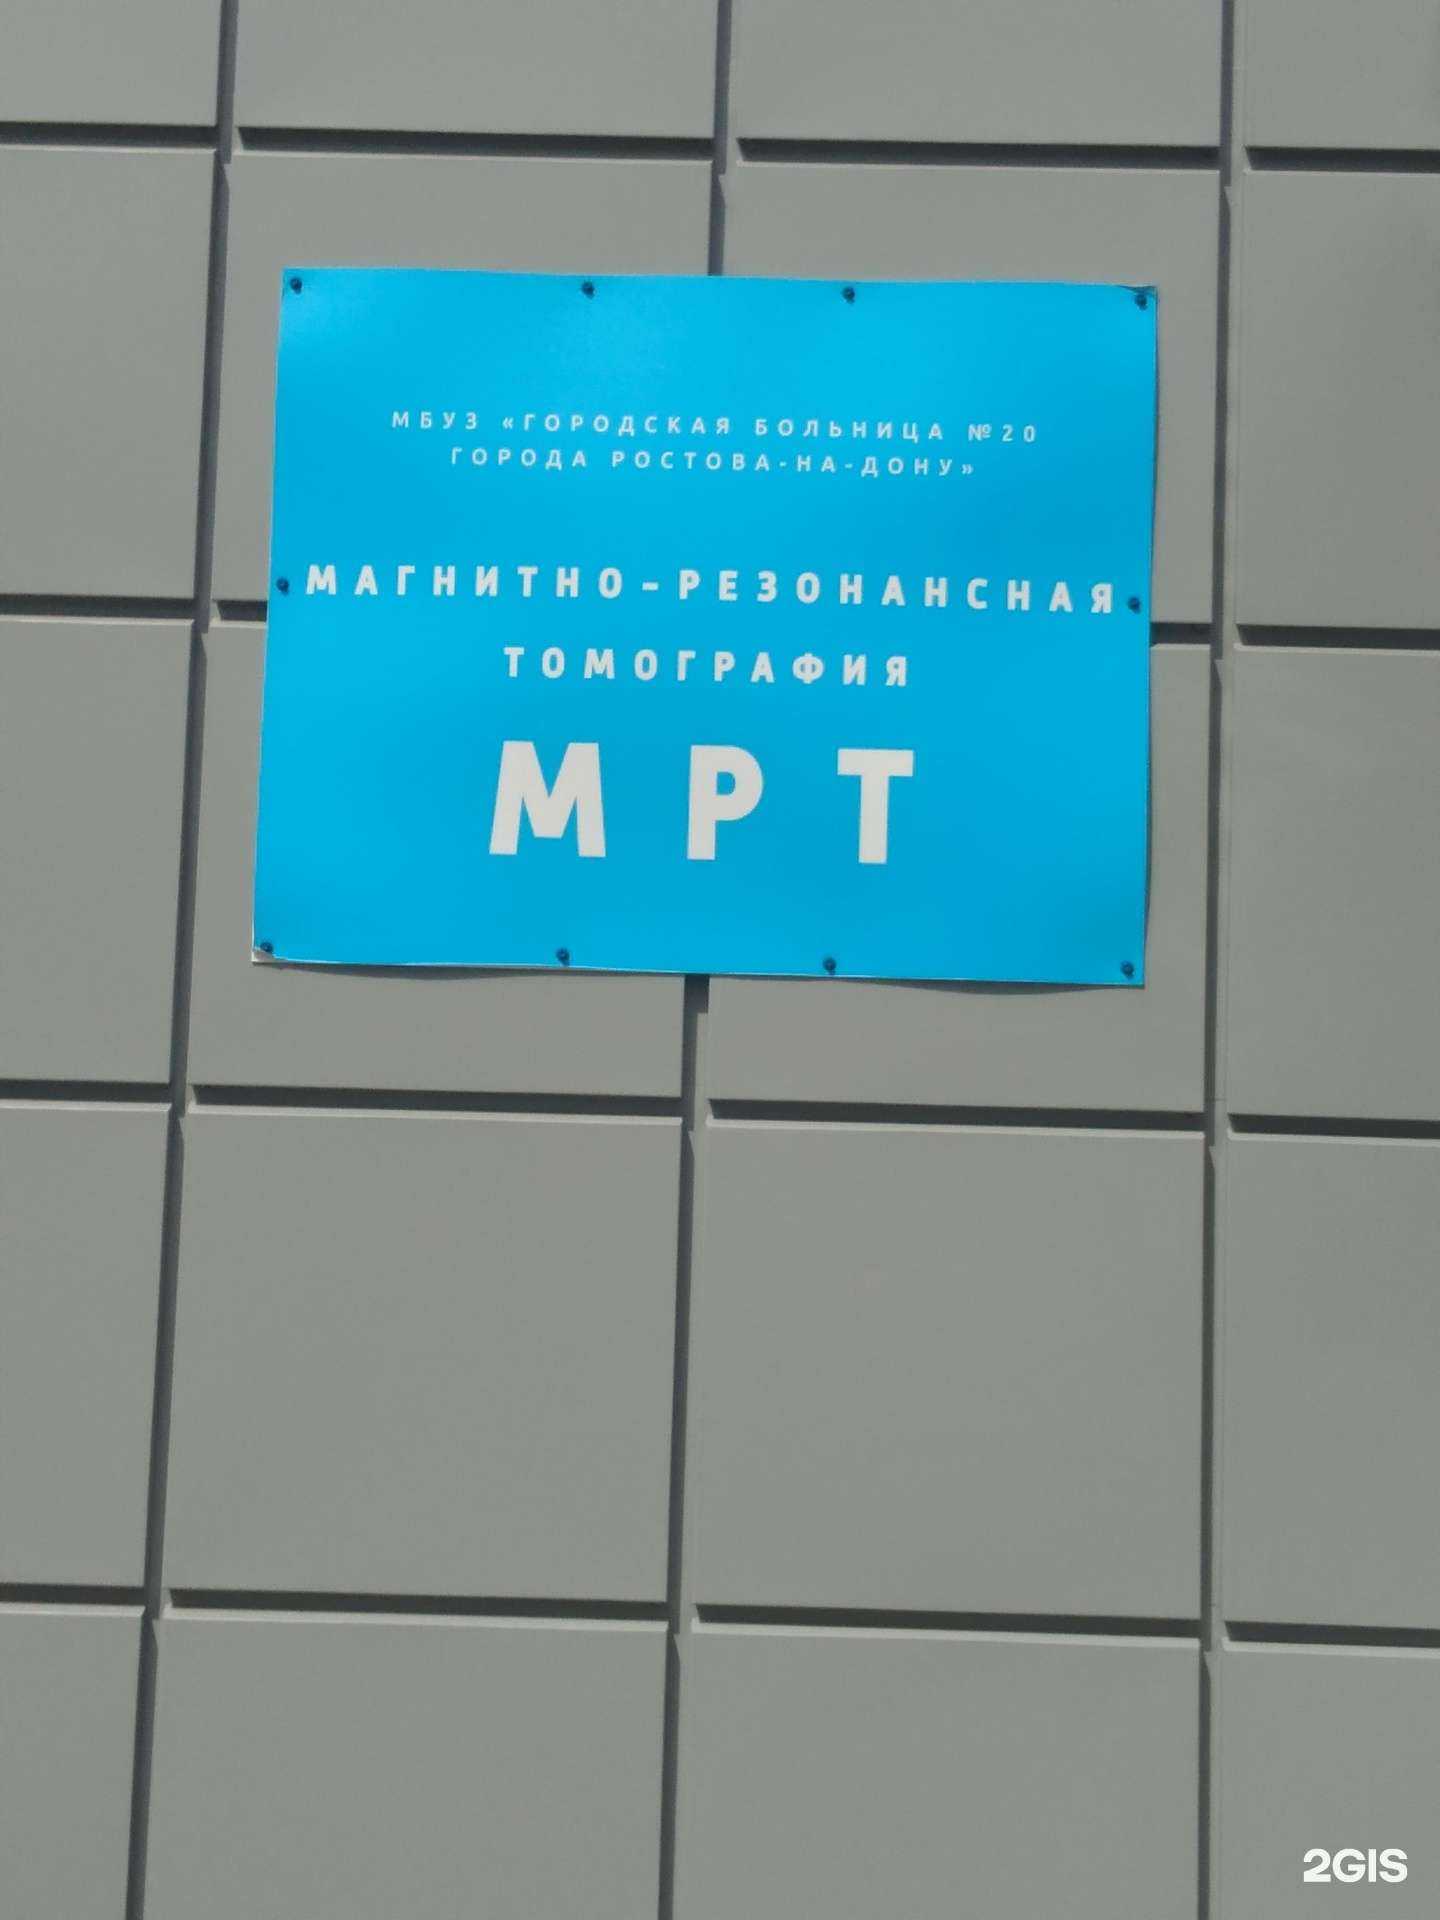 МБУЗ «ГОРОДСКАЯ БОЛЬНИЦА №20
ГОРОДА РОСТОВА-НА-ДОНУ»
МАГНИТНО-РЕЗОНАНСНАЯ
ТОМОГРАФИЯ
МРТ
2GIS